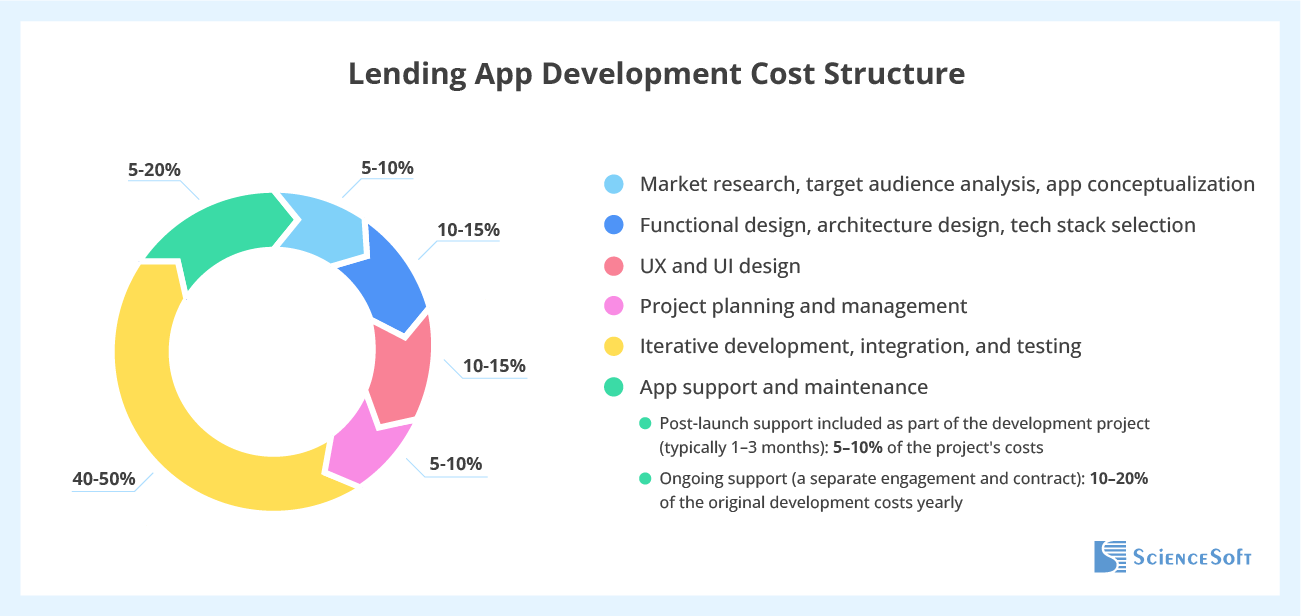 Lending App Development Cost Structure
5-20%
5-10%
10-15%
10-15%
5-10%
40-50%
Market research, target audience analysis, app conceptualization
Functional design, architecture design, tech stack selection
UX and UI design
Project planning and management
Iterative development, integration, and testing
App support and maintenance
Post-launch support included as part of the development project
(typically 1–3 months): 5–10% of the project's costs
Ongoing support (a separate engagement and contract): 10–20%
of the original development costs yearly
ScienceSoft